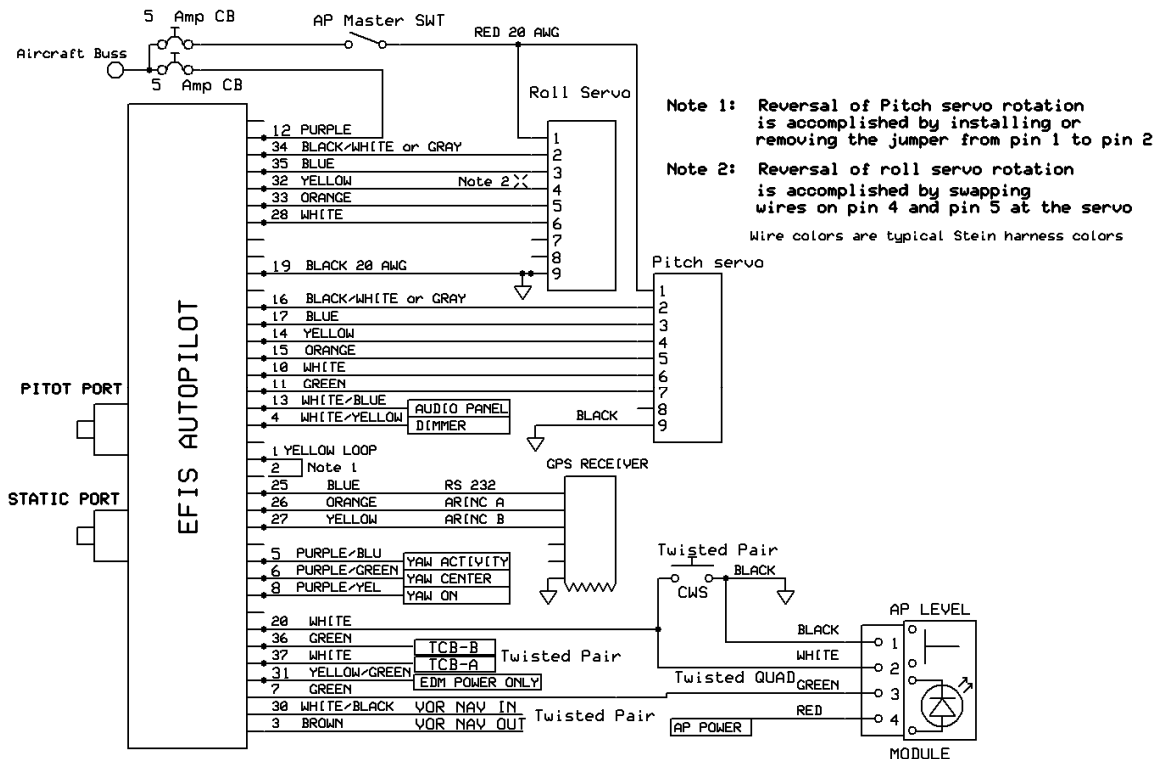 5 Amp CB
AP Master SWT
RED 20 AWG
Aircraft Buss
5 Amp CB
Roll Servo
Note 1: Reversal of Pitch servo rotation
is accomplished by installing or
removing the jumper from pin 1 to pin 2
Note 2: Reversal of roll servo rotation
is accomplished by swapping
wires on pin 4 and pin 5 at the servo
Wire colors are typical Stein harness colors
12 PURPLE
34 BLACK/WHITE or GRAY
35 BLUE
32 YELLOW
Note 2
33 ORANGE
28 WHITE
19 BLACK 20 AWG
1
2
3
4
5
6
7
8
9
Pitch servo
16 BLACK/WHITE or GRAY
17 BLUE
14 YELLOW
15 ORANGE
10 WHITE
11 GREEN
13 WHITE/BLUE
AUDIO PANEL
4 WHITE/YELLOW
DIMMER
BLACK
1
2
3
4
5
6
7
8
9
EFIS AUTOPILOT
PITOT PORT
STATIC PORT
1 YELLOW LOOP
2 Note 1
GPS RECEIVER
25 BLUE RS 232
26 ORANGE ARINC A
27 YELLOW ARINC B
5 PURPLE/BLU YAW ACTIVITY
6 PURPLE/GREEN YAW CENTER
8 PURPLE/YEL YAW ON
Twisted Pair
BLACK
CWS
20 WHITE
36 GREEN TCB-B
37 WHITE TCB-A
Twisted Pair
31 YELLOW/GREEN EDM POWER ONLY
7 GREEN
30 WHITE/BLACK VOR NAV IN
3 BROWN VOR NAV OUT
Twisted Pair
AP LEVEL
BLACK 1
WHITE 2
Twisted QUAD
GREEN 3
RED 4
AP POWER
MODULE